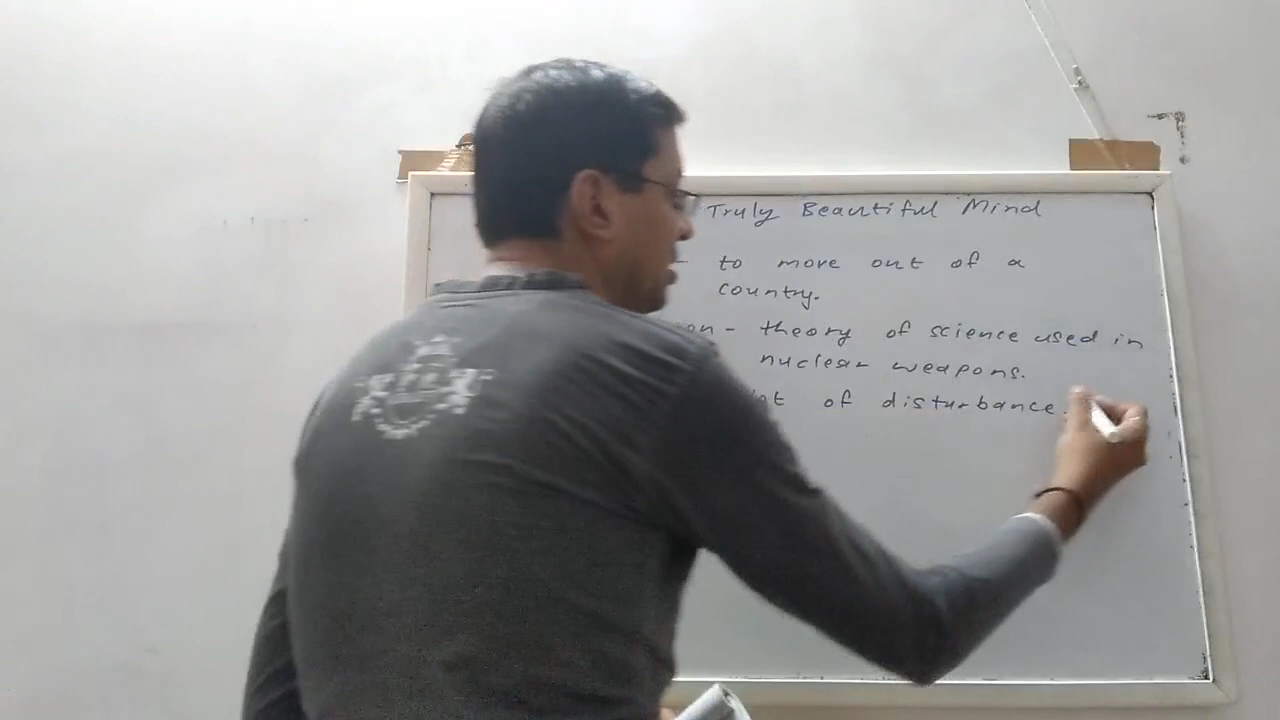 Truly Beautiful Mind
- to move out of a
country.
on - theory of science used in
nuclear weapons.
of disturbance.